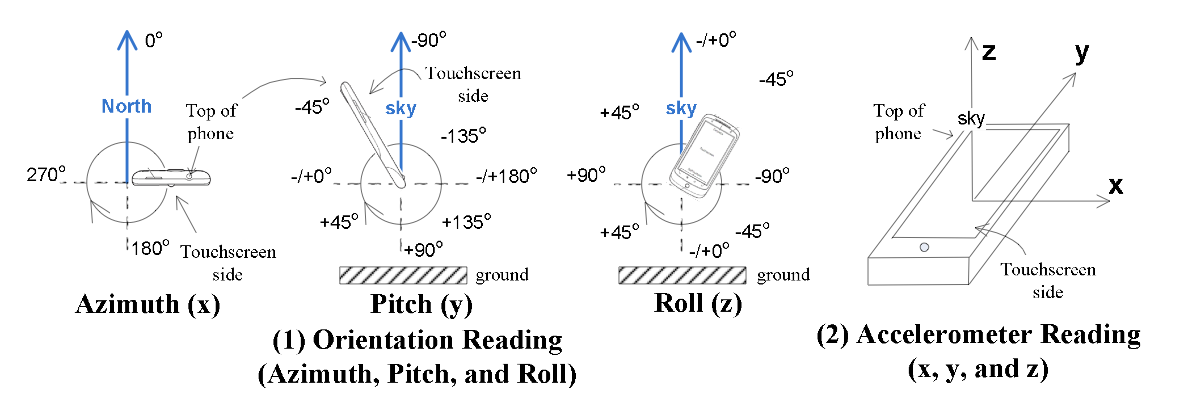 0°
North
270°
180°
Top of
phone
Touchscreen
side
Azimuth (x)
-90°
Touchscreen
side
-45°
sky
-135°
-/+0°
-/+180°
+45°
+135°
+90°
ground
Pitch (y)
-/+0°
-45°
+45°
sky
+90°
-90°
+45°
-45°
-/+0°
ground
Roll (z)
(1) Orientation Reading
(Azimuth, Pitch, and Roll)
z
y
Top of
phone
sky
x
Touchscreen
side
(2) Accelerometer Reading
(x, y, and z)